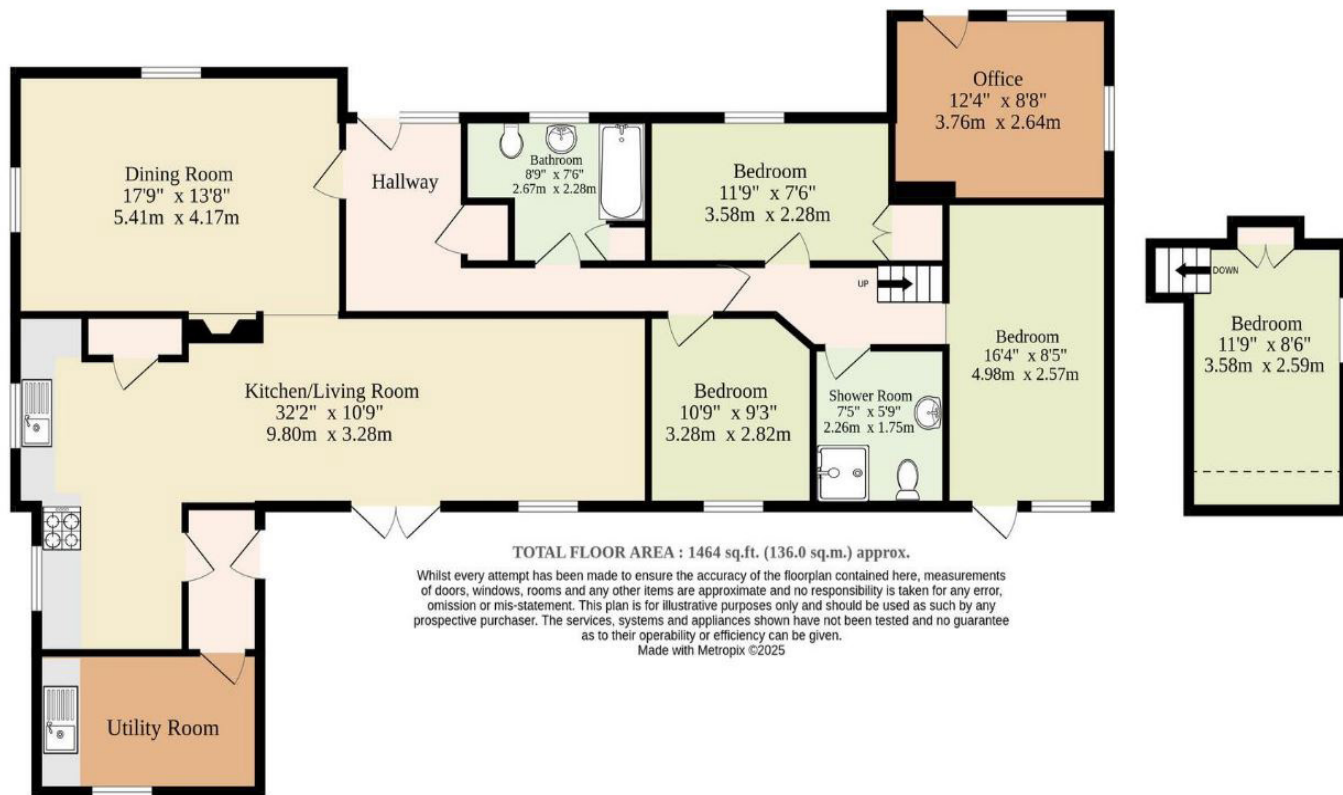 Office
12'4" x 8'8"
3.76m x 2.64m
Dining Room
17'9" x 13'8"
5.41m x 4.17m
Hallway
Bathroom
8'9" x 7'6"
2.67m x 2.28m
Bedroom
11'9" x 7'6"
3.58m x 2.28m
UP
DOWN
Bedroom
11'9" x 8'6"
3.58m x 2.59m
Kitchen/Living Room
32'2" x 10'9"
9.80m x 3.28m
Bedroom
10'9" x 9'3"
3.28m x 2.82m
Shower Room
7'5" x 5'9"
2.26m x 1.75m
Bedroom
16'4" x 8'5"
4.98m x 2.57m
Utility Room
TOTAL FLOOR AREA : 1464 sq.ft. (136.0 sq.m.) approx.
Whilst every attempt has been made to ensure the accuracy of the floorplan contained here, measurements
of doors, windows, rooms and any other items are approximate and no responsibility is taken for any error,
omission or mis-statement. This plan is for illustrative purposes only and should be used as such by any
prospective purchaser. The services, systems and appliances shown have not been tested and no guarantee
as to their operability or efficiency can be given.
Made with Metropix ©2025